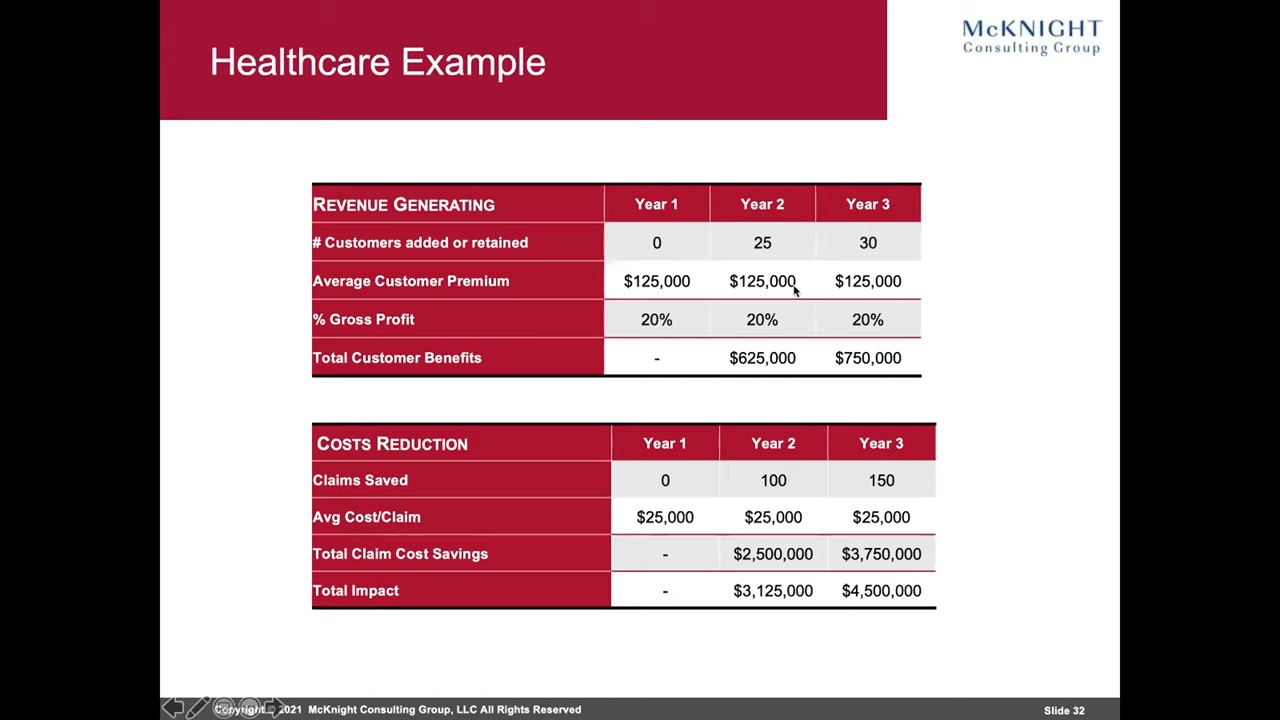 Healthcare Example
McKNIGHT
Consulting Group
REVENUE GENERATING Year 1 Year 2 Year 3
# Customers added or retained 0 25 30
Average Customer Premium $125,000 $125,000 $125,000
% Gross Profit 20% 20% 20%
Total Customer Benefits - $625,000 $750,000
COSTS REDUCTION Year 1 Year 2 Year 3
Claims Saved 0 100 150
Avg Cost/Claim $25,000 $25,000 $25,000
Total Claim Cost Savings - $2,500,000 $3,750,000
Total Impact - $3,125,000 $4,500,000
Copyright © 2021 McKnight Consulting Group, LLC All Rights Reserved Slide 32